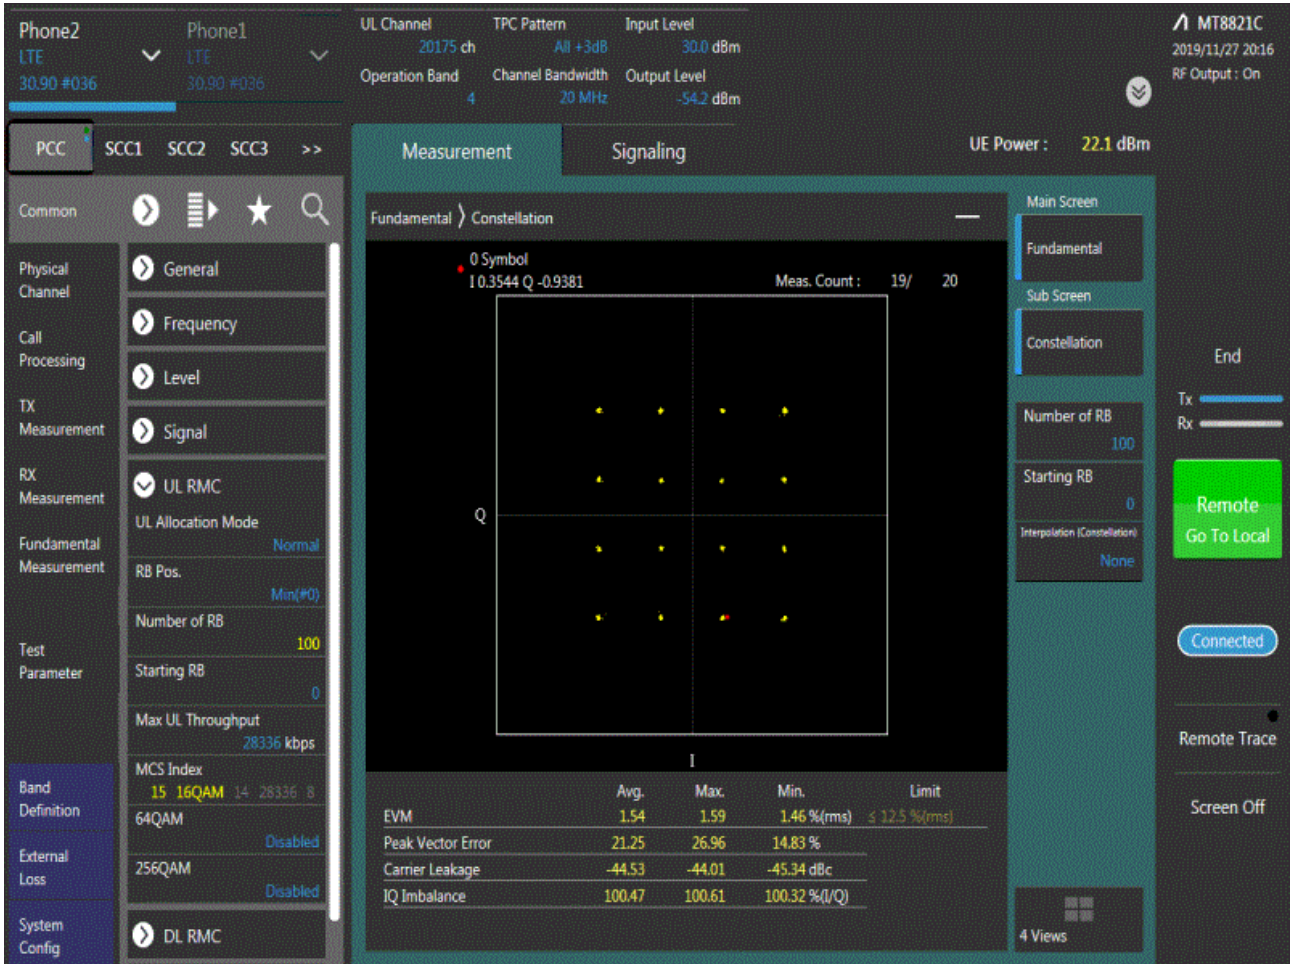 Phone2
LTE
30.90 #036
Phone1
LTE
30.90 #036
UL Channel
20175 ch
TPC Pattern
All +3dB
Input Level
30.0 dBm
Operation Band
4
Channel Bandwidth
20 MHz
Output Level
-54.2 dBm
MT8821C
2019/11/27 20:16
RF Output : On
PCC SCC1 SCC2 SCC3 >>
Measurement
Signaling
UE Power : 22.1 dBm
Common
Physical
Channel
Call
Processing
TX
Measurement
RX
Measurement
Fundamental
Measurement
Test
Parameter
Band
Definition
External
Loss
System
Config
General
Frequency
Level
Signal
UL RMC
UL Allocation Mode
Normal
RB Pos.
Min(#0)
Number of RB
100
Starting RB
0
Max UL Throughput
28336 kbps
MCS Index
15 16QAM 14 28336 8
64QAM
Disabled
256QAM
Disabled
DL RMC
Fundamental 〉 Constellation
0 Symbol
I 0.3544 Q -0.9381
Meas. Count : 19/ 20
Q
I
Avg. Max. Min. Limit
EVM 1.54 1.59 1.46 %(rms) ≤ 12.5 %(rms)
Peak Vector Error 21.25 26.96 14.83 %
Carrier Leakage -44.53 -44.01 -45.34 dBc
IQ Imbalance 100.47 100.61 100.32 %(I/Q)
Main Screen
Fundamental
Sub Screen
Constellation
Number of RB
100
Starting RB
0
Interpolation (Constellation)
None
4 Views
End
Tx
Rx
Remote
Go To Local
Connected
Remote Trace
Screen Off